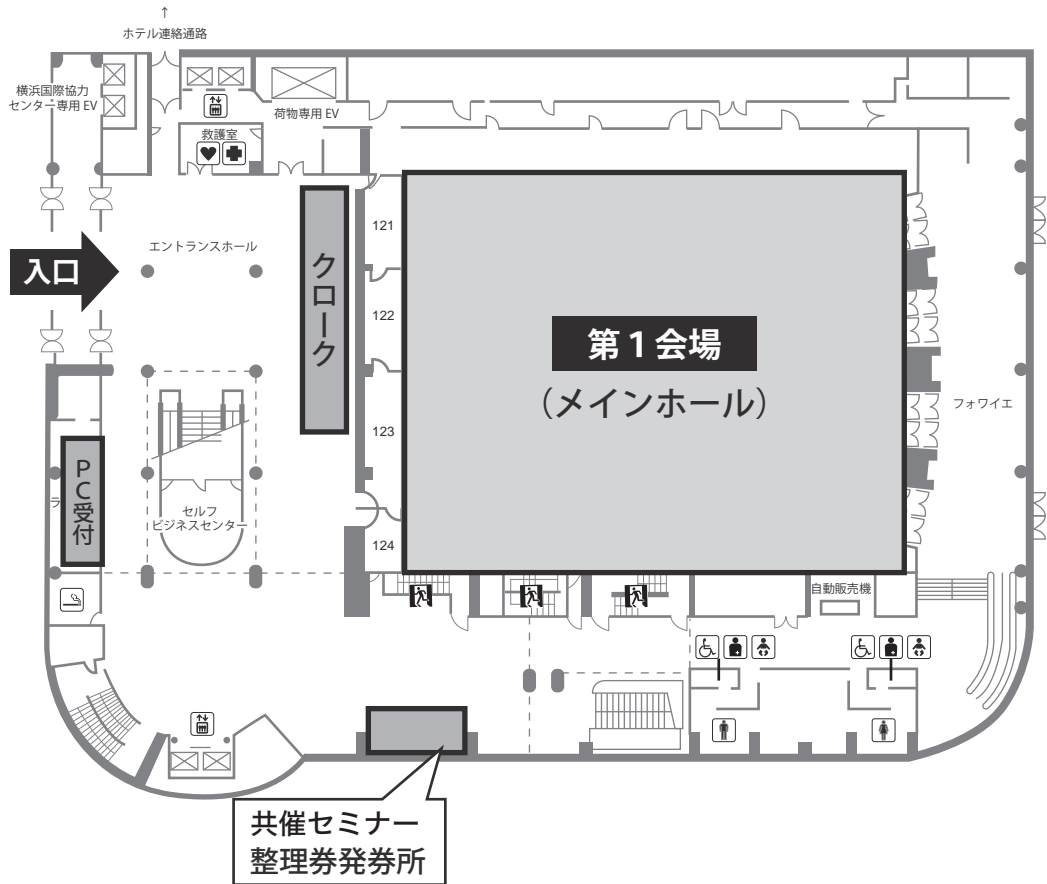 ↑
ホテル連絡通路
横浜国際協力
センター専用 EV
荷物専用 EV
救護室
エントランスホール
入口
クローク
121
122
123
124
第1会場
（メインホール）
フォワイエ
PC受付
ラ
セルフ
ビジネスセンター
自動販売機
共催セミナー
整理券発券所